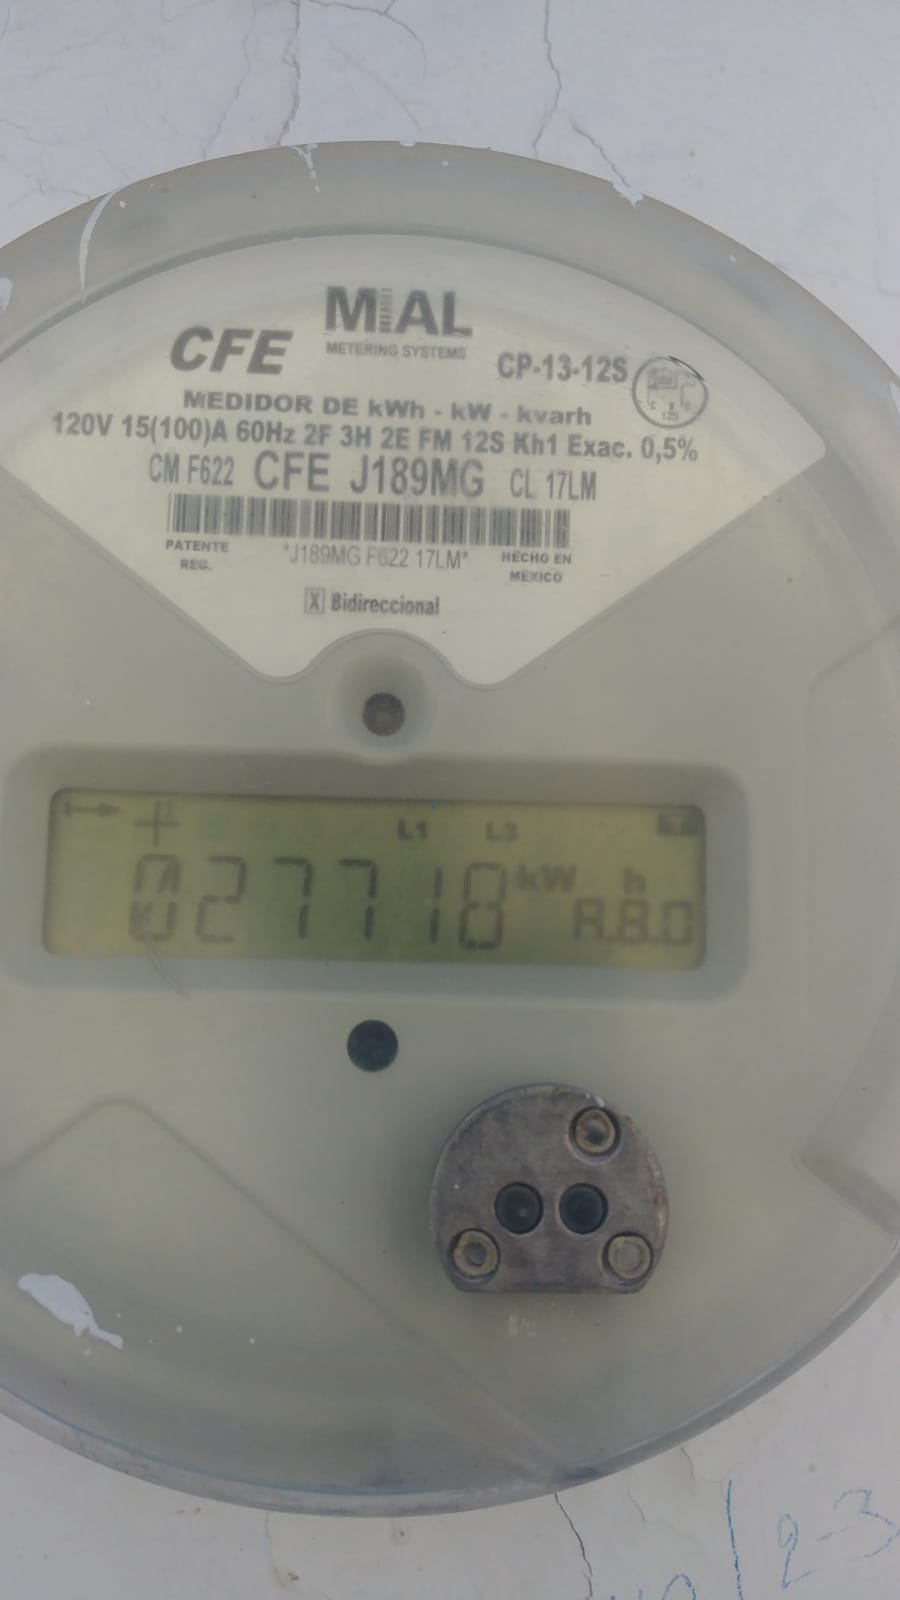 MIAL
METERING SYSTEMS
CFE
CP-13-12S
MEDIDOR DE kWh - kW - kvarh
120V 15(100)A 60Hz 2F 3H 2E FM 12S Kh1 Exac. 0,5%
CM F622 CFE J189MG CL 17LM
PATENTE REG.
*J189MG F622 17LM*
HECHO EN MEXICO
X Bidireccional
L1 L3
027718 kW h
2-3